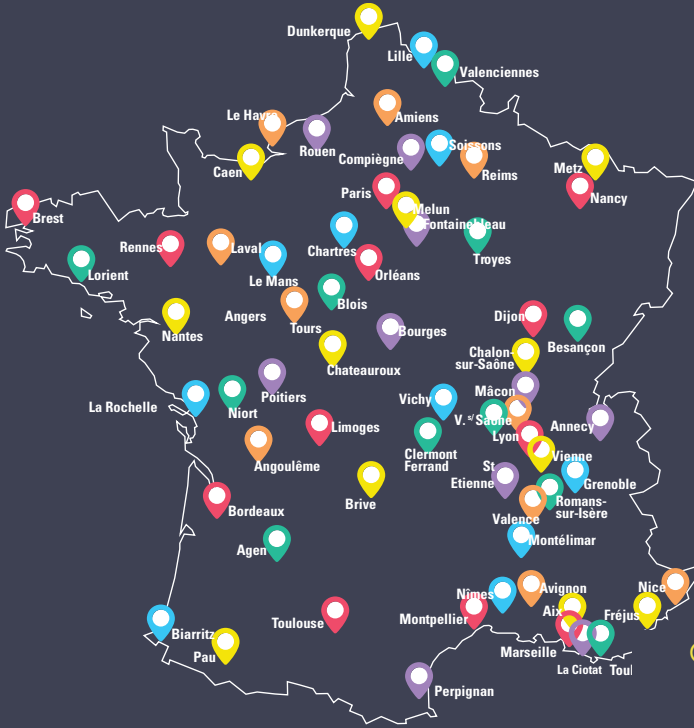 Dunkerque
Lille
Valenciennes
Le Havre
Amiens
Rouen
Caen
Compiègne
Soissons
Reims
Metz
Nancy
Paris
Melun
Fontainebleau
Brest
Rennes
Laval
Chartres
Troyes
Lorient
Le Mans
Orléans
Blois
Angers
Tours
Nantes
Bourges
Dijon
Besançon
Chateauroux
Chalon-
sur-Saône
Poitiers
Mâcon
La Rochelle
Niort
Vichy
V. s/ Saône
Annecy
Limoges
Lyon
Angoulême
Clermont
Ferrand
Vienne
St
Etienne
Grenoble
Brive
Romans-
sur-Isère
Bordeaux
Valence
Agen
Montélimar
Nîmes
Avignon
Nice
Toulouse
Montpellier
Aix
Fréjus
Biarritz
Pau
Marseille
La Ciotat
Toul
Perpignan